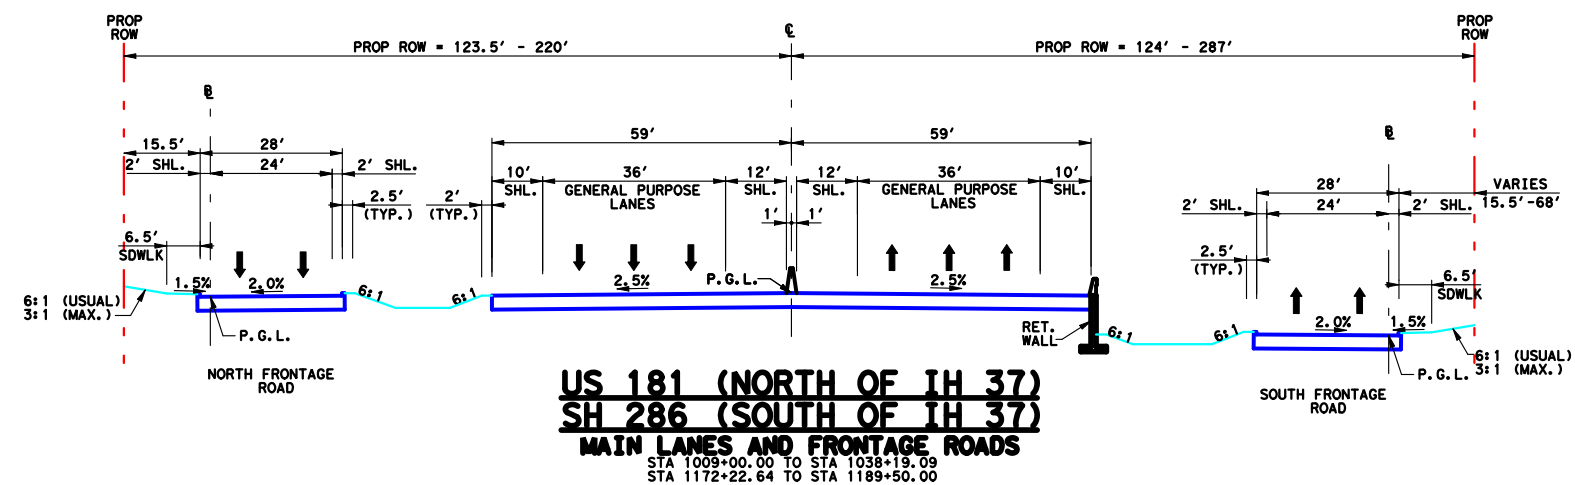 PROP
ROW
PROP ROW = 123.5' - 220'
℄
PROP ROW = 124' - 287'
PROP
ROW
15.5'
28'
2' SHL.
24'
2' SHL.
2.5'
(TYP.)
2'
(TYP.)
6.5'
SDWLK
1.5%
2.0%
6:1 (USUAL)
3:1 (MAX.)
6:1
6:1
P.G.L.
NORTH FRONTAGE
ROAD
59'
59'
10'
SHL.
36'
GENERAL PURPOSE
LANES
12'
SHL.
12'
SHL.
36'
GENERAL PURPOSE
LANES
10'
SHL.
1'
1'
2.5%
P.G.L.
2.5%
RET.
WALL
6:1
6:1
28'
VARIES
15.5'-68'
2' SHL.
24'
2' SHL.
2.5'
(TYP.)
6.5'
SDWLK
2.0%
1.5%
6:1 (USUAL)
3:1 (MAX.)
P.G.L.
SOUTH FRONTAGE
ROAD
US 181 (NORTH OF IH 37)
SH 286 (SOUTH OF IH 37)
MAIN LANES AND FRONTAGE ROADS
STA 1009+00.00 TO STA 1038+19.09
STA 1172+22.64 TO STA 1189+50.00